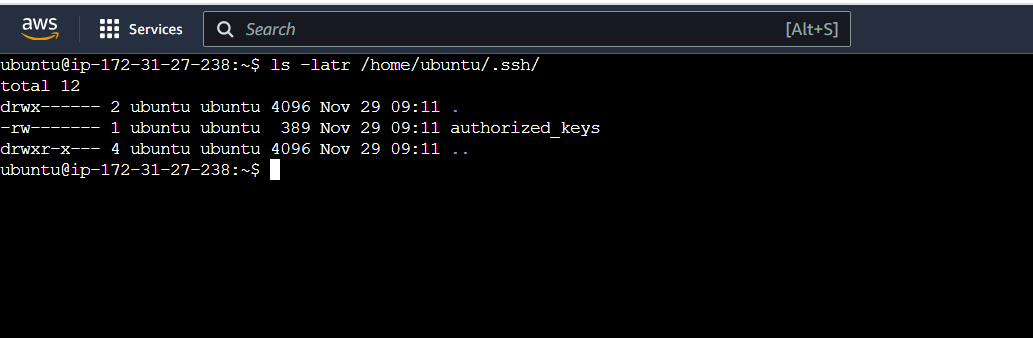 aws Services Search [Alt+S]
ubuntu@ip-172-31-27-238:~$ ls -latr /home/ubuntu/.ssh/
total 12
drwx------ 2 ubuntu ubuntu 4096 Nov 29 09:11 .
-rw------- 1 ubuntu ubuntu  389 Nov 29 09:11 authorized_keys
drwxr-x--- 4 ubuntu ubuntu 4096 Nov 29 09:11 ..
ubuntu@ip-172-31-27-238:~$